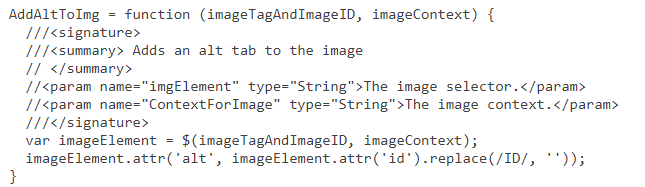 AddAltToImg = function (imageTagAndImageID, imageContext) {
///<signature>
///<summary> Adds an alt tab to the image
// </summary>
//<param name="imgElement" type="String">The image selector.</param>
//<param name="ContextForImage" type="String">The image context.</param>
///</signature>
var imageElement = $(imageTagAndImageID, imageContext);
imageElement.attr('alt', imageElement.attr('id').replace(/ID/, ''));
}